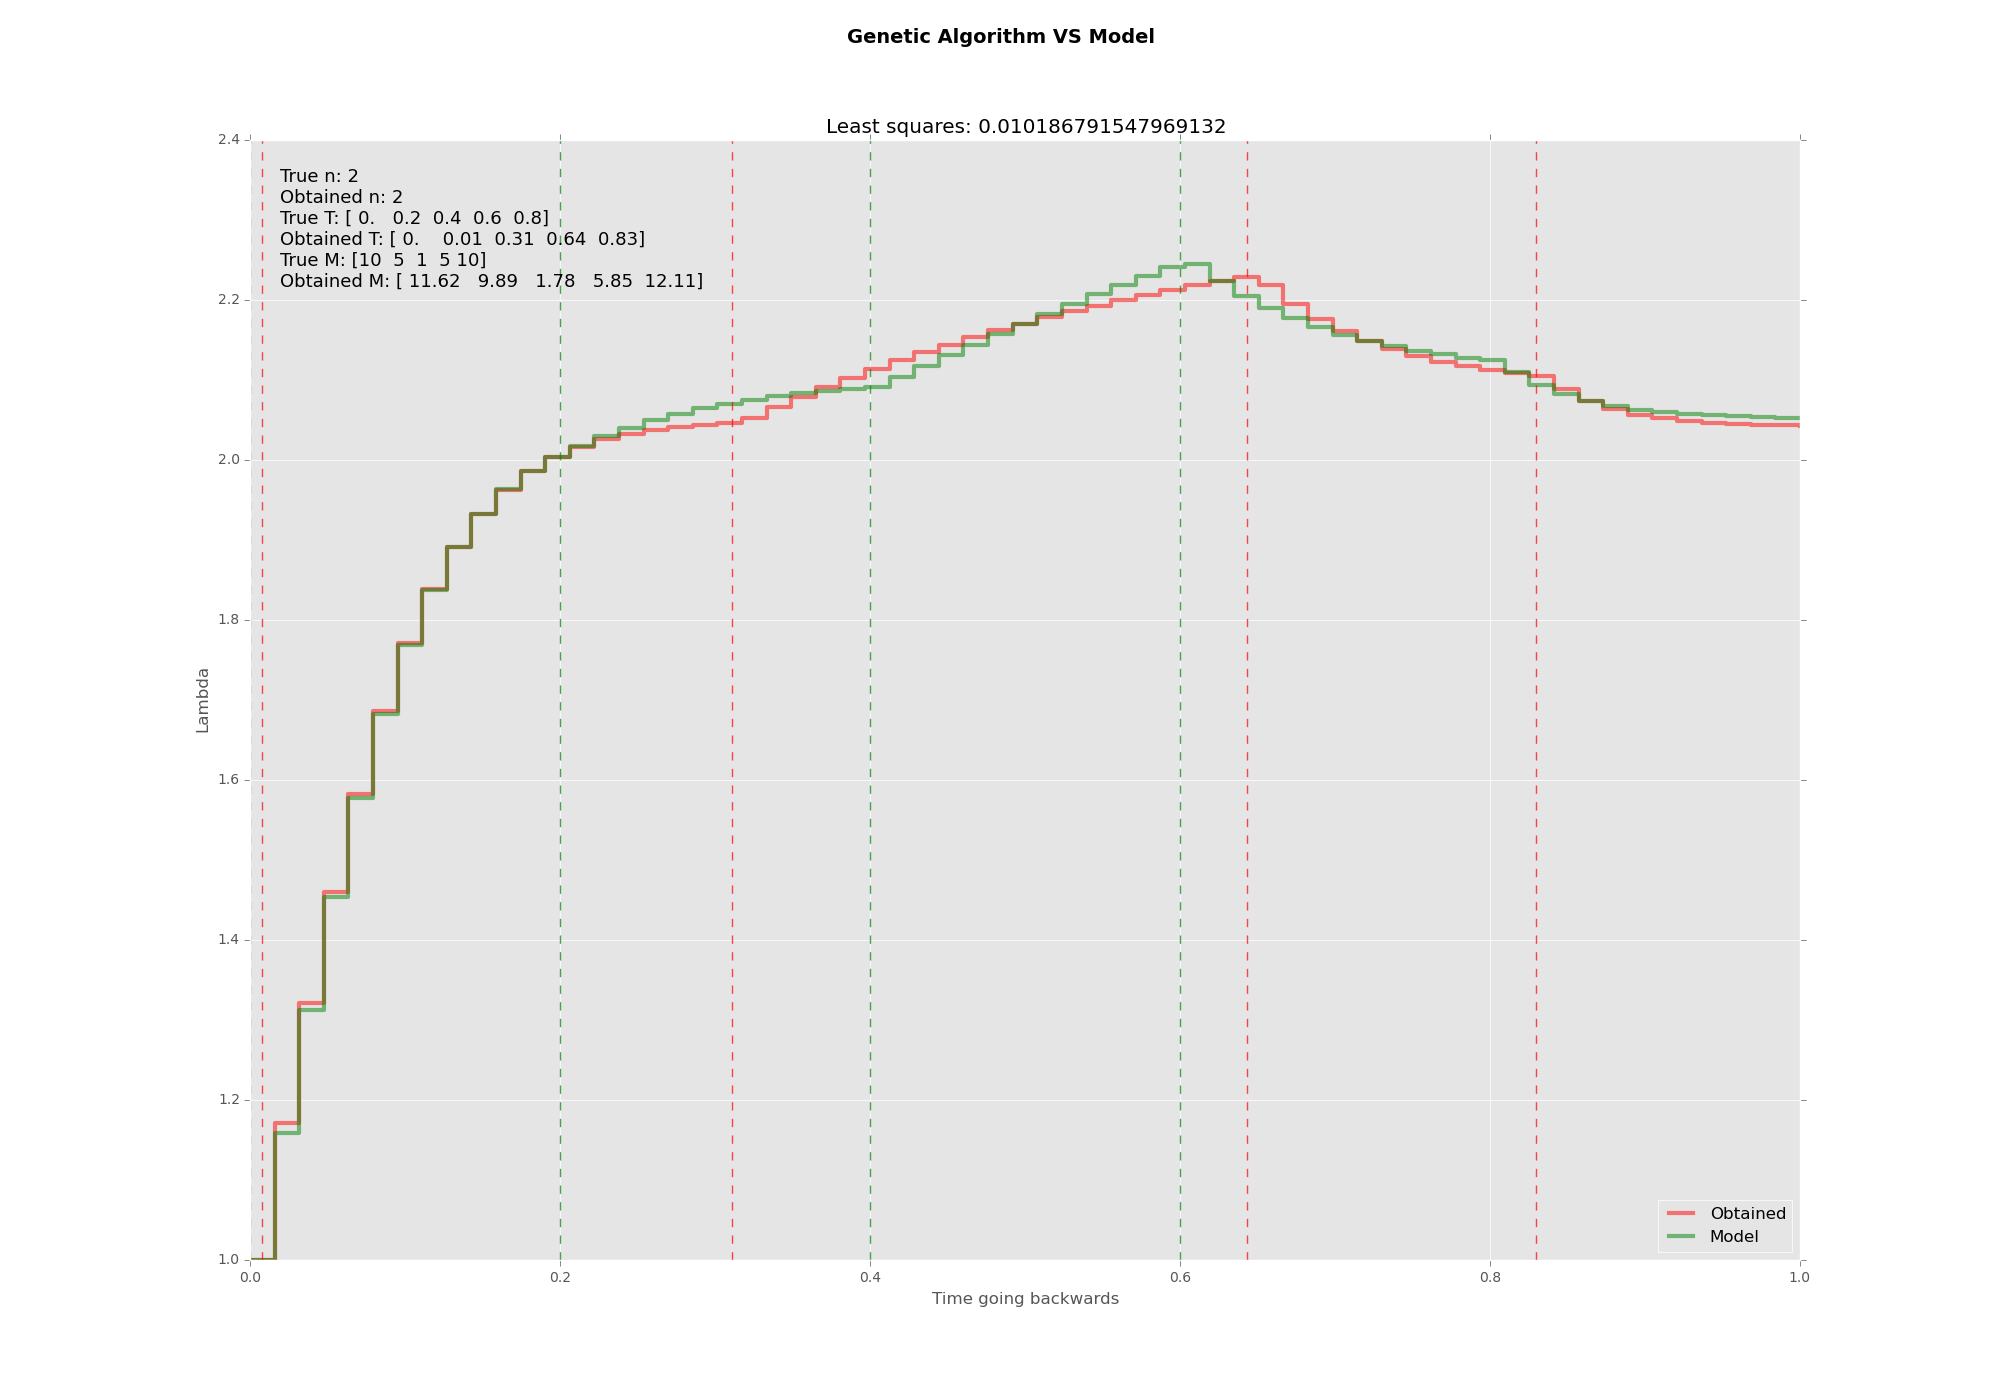 Genetic Algorithm VS Model
Least squares: 0.010186791547969132
2.4
True n: 2
Obtained n: 2
True T: [ 0.   0.2  0.4  0.6  0.8]
Obtained T: [ 0.    0.01  0.31  0.64  0.83]
True M: [10  5  1  5 10]
Obtained M: [ 11.62   9.89   1.78   5.85  12.11]
2.2
2.0
1.8
Lambda
1.6
1.4
1.2
Obtained
Model
1.0
0.0 0.2 0.4 0.6 0.8 1.0
Time going backwards